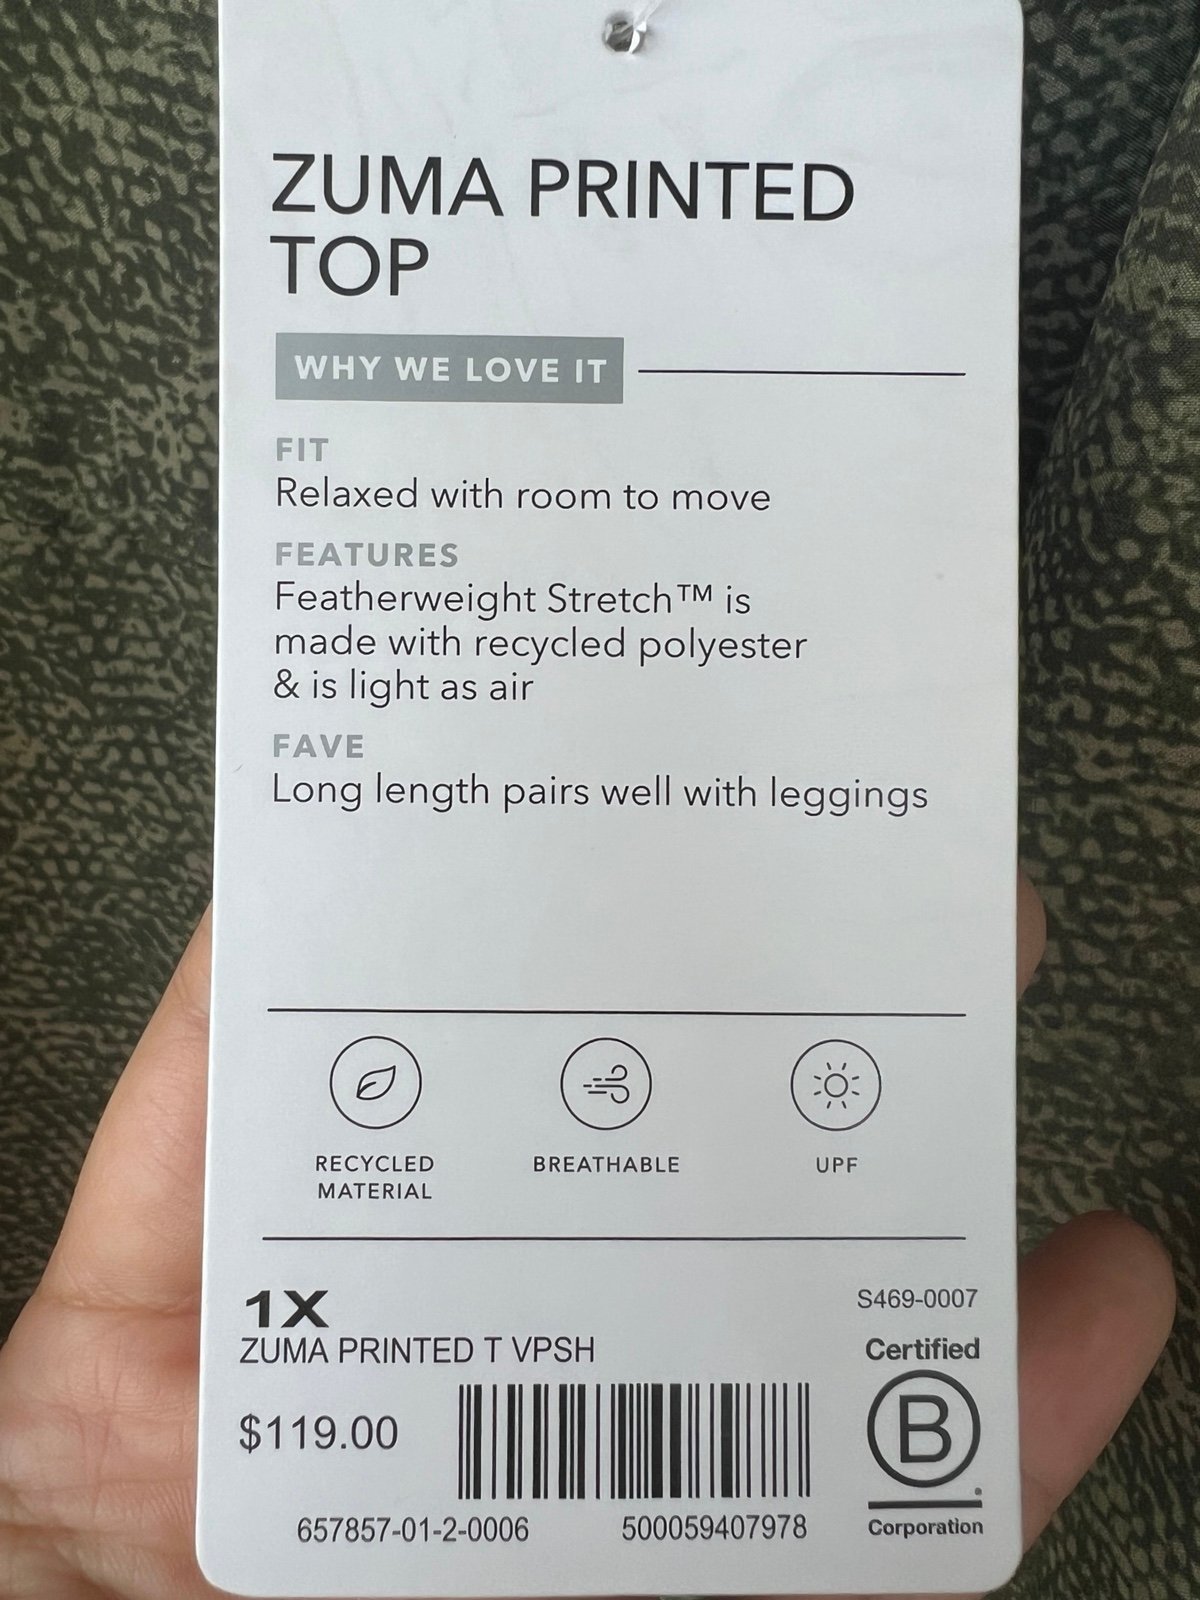 ZUMA PRINTED
TOP
WHY WE LOVE IT
FIT
Relaxed with room to move
FEATURES
Featherweight Stretch™ is
made with recycled polyester
& is light as air
FAVE
Long length pairs well with leggings
RECYCLED
MATERIAL
BREATHABLE
UPF
1X
S469-0007
ZUMA PRINTED T VPSH
Certified
B
$119.00
Corporation
657857-01-2-0006
500059407978